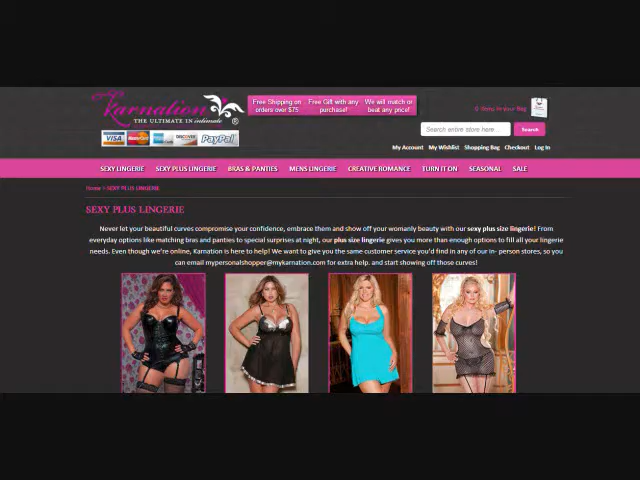 Karnation®
THE ULTIMATE IN intimate
Free Shipping on orders over $75
Free Gift with any purchase!
We will match or beat any price!
0 items in your Bag
VISA MasterCard DISCOVER PayPal
Search entire store here... Search
My Account My Wishlist Shopping Bag Checkout Log In
SEXY LINGERIE SEXY PLUS LINGERIE BRAS & PANTIES MENS LINGERIE CREATIVE ROMANCE TURN IT ON SEASONAL SALE
Home > SEXY PLUS LINGERIE
SEXY PLUS LINGERIE
Never let your beautiful curves compromise your confidence, embrace them and show off your womanly beauty with our sexy plus size lingerie! From
everyday options like matching bras and panties to special surprises at night, our plus size lingerie gives you more than enough options to fill all your lingerie
needs. Even though we're online, Karnation is here to help! We want to give you the same customer service you'd find in any of our in- person stores, so you
can email mypersonalshopper@mykarnation.com for extra help. and start showing off those curves!